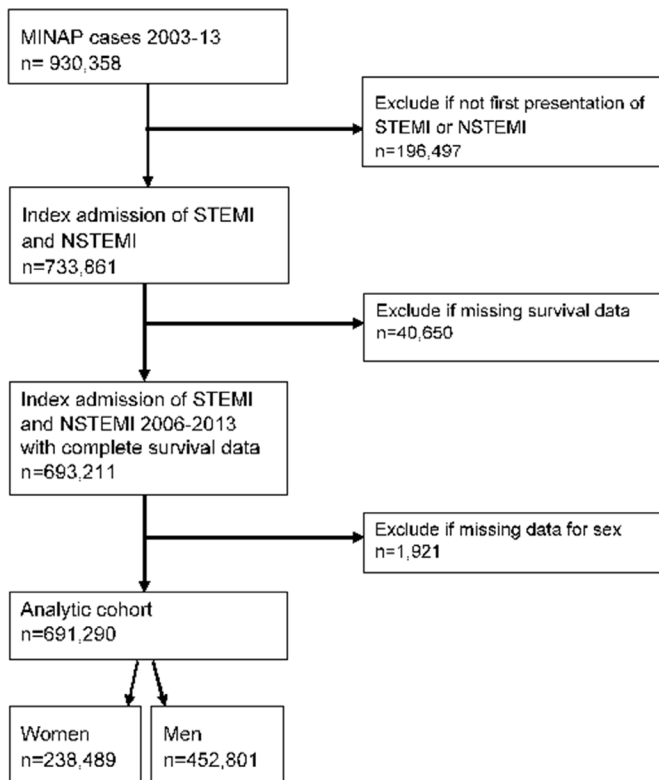 MINAP cases 2003-13
n= 930,358
Exclude if not first presentation of
STEMI or NSTEMI
n=196,497
Index admission of STEMI
and NSTEMI
n=733,861
Exclude if missing survival data
n=40,650
Index admission of STEMI
and NSTEMI 2006-2013
with complete survival data
n=693,211
Exclude if missing data for sex
n=1,921
Analytic cohort
n=691,290
Women
n=238,489
Men
n=452,801